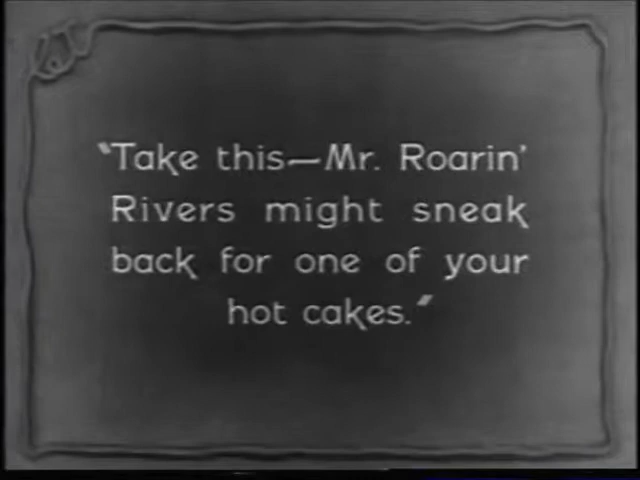 "Take this—Mr. Roarin'
Rivers might sneak
back for one of your
hot cakes."